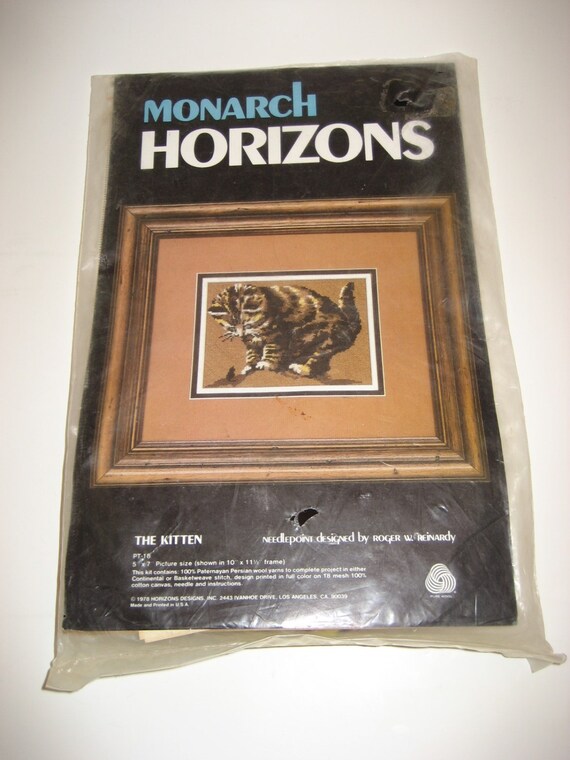 MONARCH
HORIZONS
THE KITTEN
NEEDLEPOINT designed by ROGER W. REINARDY
PT-18
5" x 7" Picture size (shown in 10" x 11½" frame)
This kit contains: 100% Paternayan Persian wool yarns to complete project in either
Continental or Basketweave stitch, design printed in full color on 18 mesh 100%
cotton canvas, needle and instructions.
© 1978 HORIZONS DESIGNS, INC. 2443 IVANHOE DRIVE, LOS ANGELES, CA. 90039
Made and Printed in U.S.A.
PURE WOOL